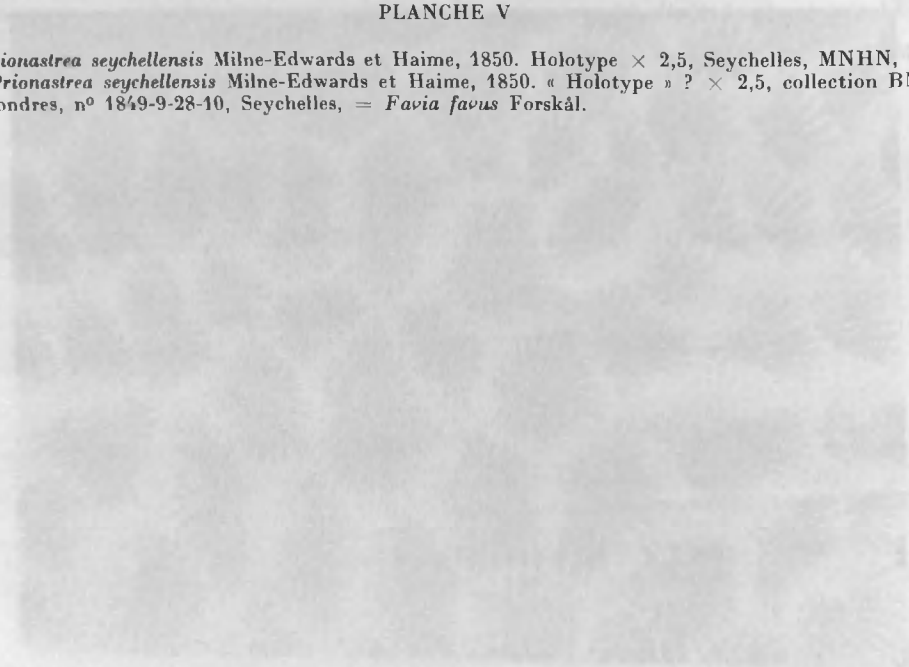 PLANCHE V
ionastrea seychellensis Milne-Edwards et Haime, 1850. Holotype × 2,5, Seychelles, MNHN,
Prionastrea seychellensis Milne-Edwards et Haime, 1850. « Holotype » ? × 2,5, collection BM
ondres, nº 1849-9-28-10, Seychelles, = Favia favus Forskål.